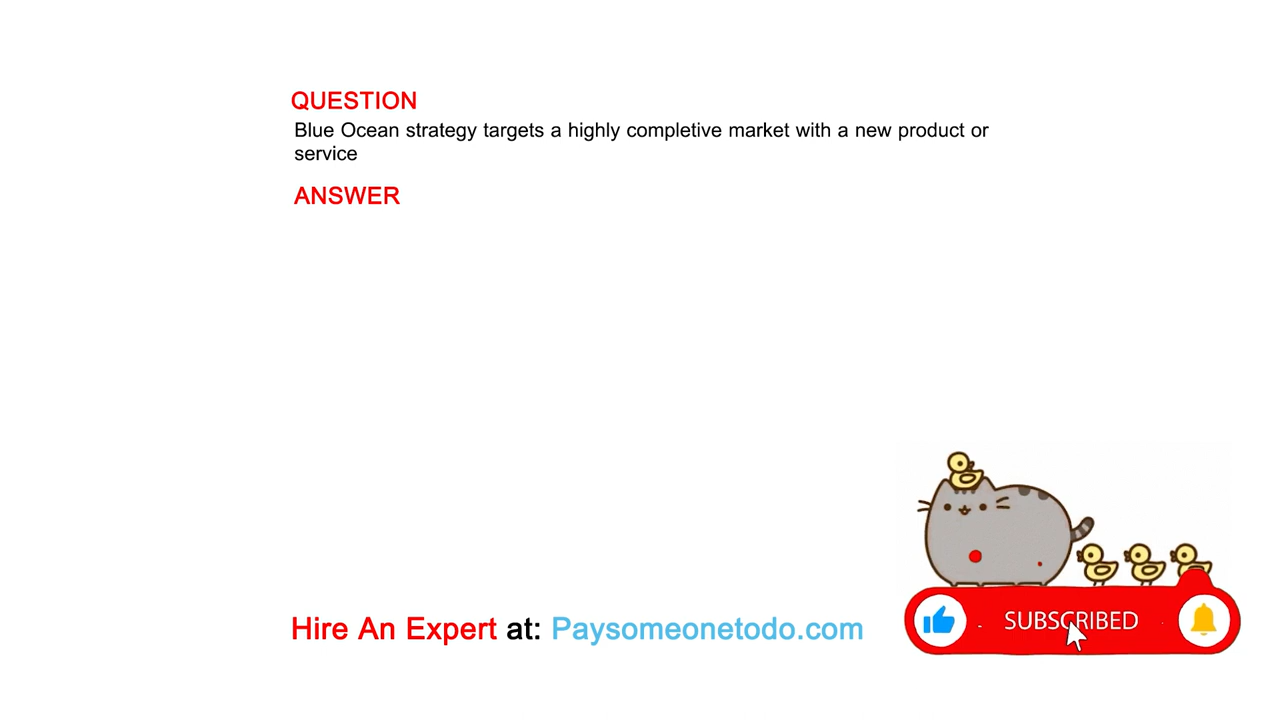 QUESTION
Blue Ocean strategy targets a highly completive market with a new product or
service
ANSWER
Hire An Expert at: Paysomeonetodo.com
SUBSCRIBED